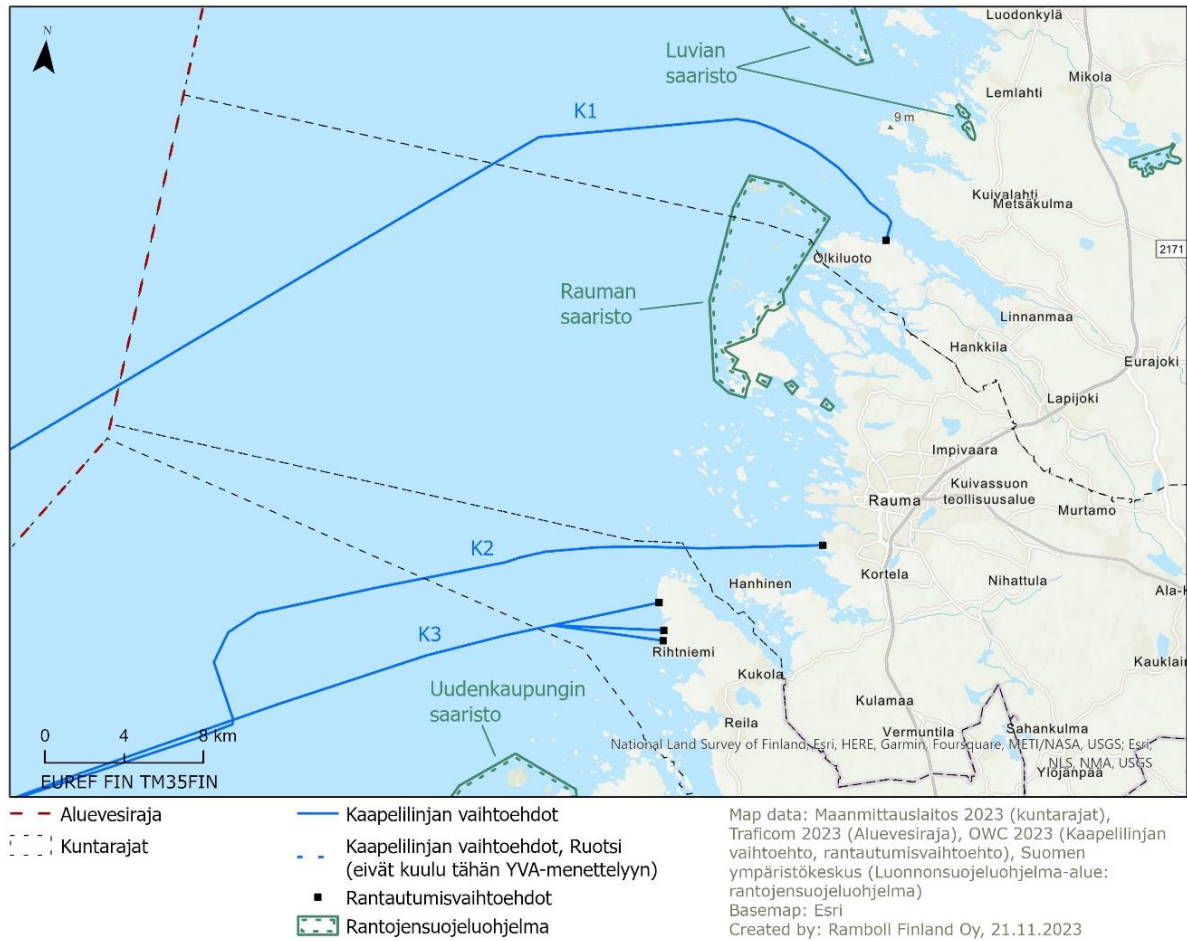 N
Luodonkylä
Luvian
saaristo
Mikola
Lemlahti
K1
9 m
Kuivalahti
Metsäkulma
2171
Olkiluoto
Rauman
saaristo
Linnanmaa
Hankkila
Eurajoki
Lapijoki
Impivaara
Rauma
Kuivassuon
teollisuusalue
Murtamo
K2
Kortela
Nihattula
Hanhinen
Ala-K
K3
Rihtniemi
Kauklain
Kukola
Uudenkaupungin
saaristo
Kulamaa
Reila
Vermuntila
Sahankulma
0 4 8 km
National Land Survey of Finland, Esri, HERE, Garmin, Foursquare, METI/NASA, USGS; Esri,
NLS, NMA, USGS
Ylöjänpää
EUREF FIN TM35FIN
Aluevesiraja
Kuntarajat
Kaapelilinjan vaihtoehdot
Kaapelilinjan vaihtoehdot, Ruotsi
(eivät kuulu tähän YVA-menettelyyn)
Rantautumisvaihtoehdot
Rantojensuojeluohjelma
Map data: Maanmittauslaitos 2023 (kuntarajat),
Traficom 2023 (Aluevesiraja), OWC 2023 (Kaapelilinjan
vaihtoehto, rantautumisvaihtoehto), Suomen
ympäristökeskus (Luonnonsuojeluohjelma-alue:
rantojensuojeluohjelma)
Basemap: Esri
Created by: Ramboll Finland Oy, 21.11.2023